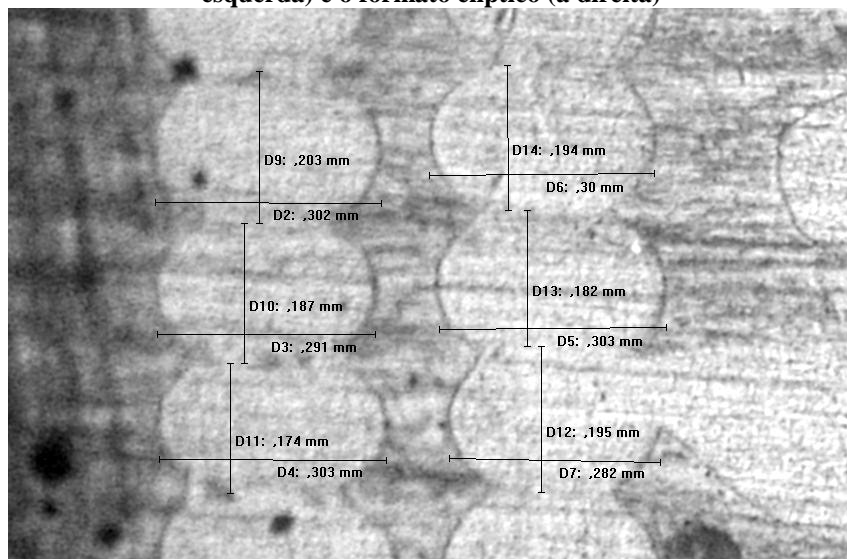 esquerda) e o formato elíptico (à direita)
D9: ,203 mm
D14: ,194 mm
D6: ,30 mm
D2: ,302 mm
D10: ,187 mm
D13: ,182 mm
D3: ,291 mm
D5: ,303 mm
D11: ,174 mm
D12: ,195 mm
D4: ,303 mm
D7: ,282 mm